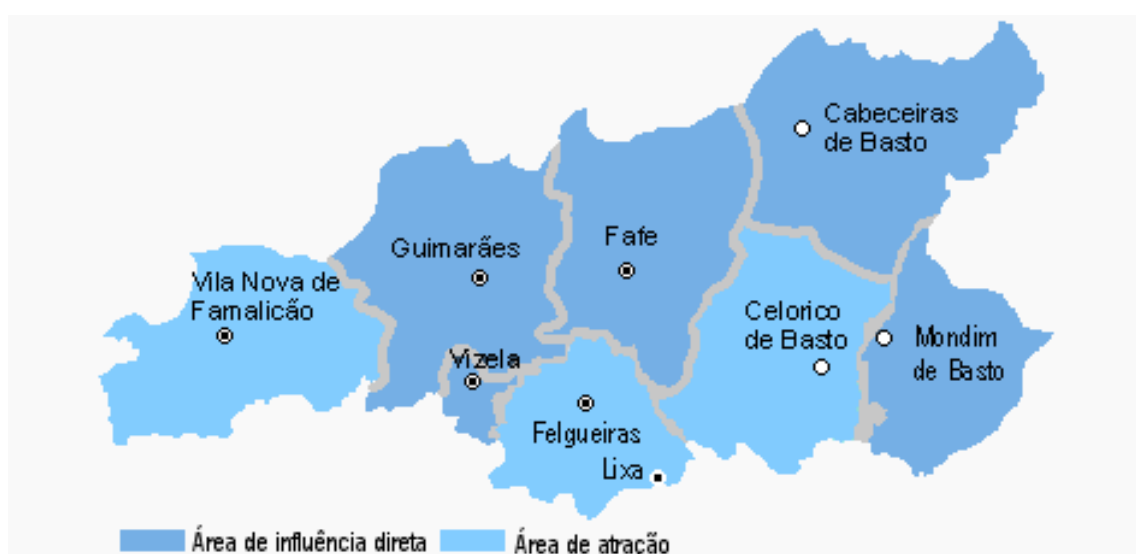 Cabeceiras
de Basto
Fafe
Guimarães
Vila Nova de
Famalicão
Celorico
de Basto
Mondim
de Basto
Vizela
Felgueiras
Lixa
Área de influência direta
Área de atração